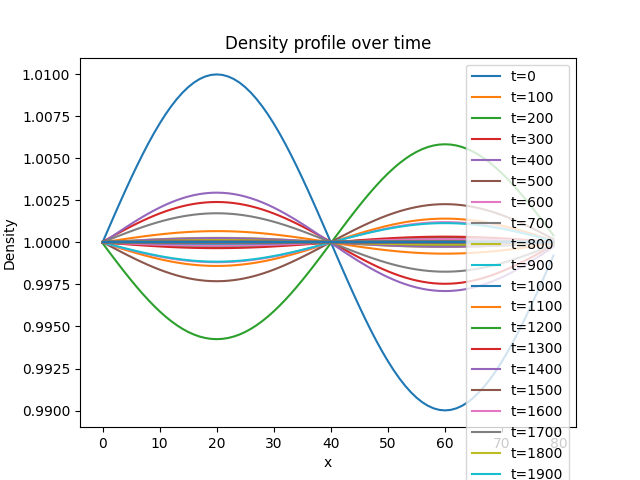 Density profile over time
Density
1.0100
1.0075
1.0050
1.0025
1.0000
0.9975
0.9950
0.9925
0.9900
0
10
20
30
40
50
60
70
80
x
t=0
t=100
t=200
t=300
t=400
t=500
t=600
t=700
t=800
t=900
t=1000
t=1100
t=1200
t=1300
t=1400
t=1500
t=1600
t=1700
t=1800
t=1900